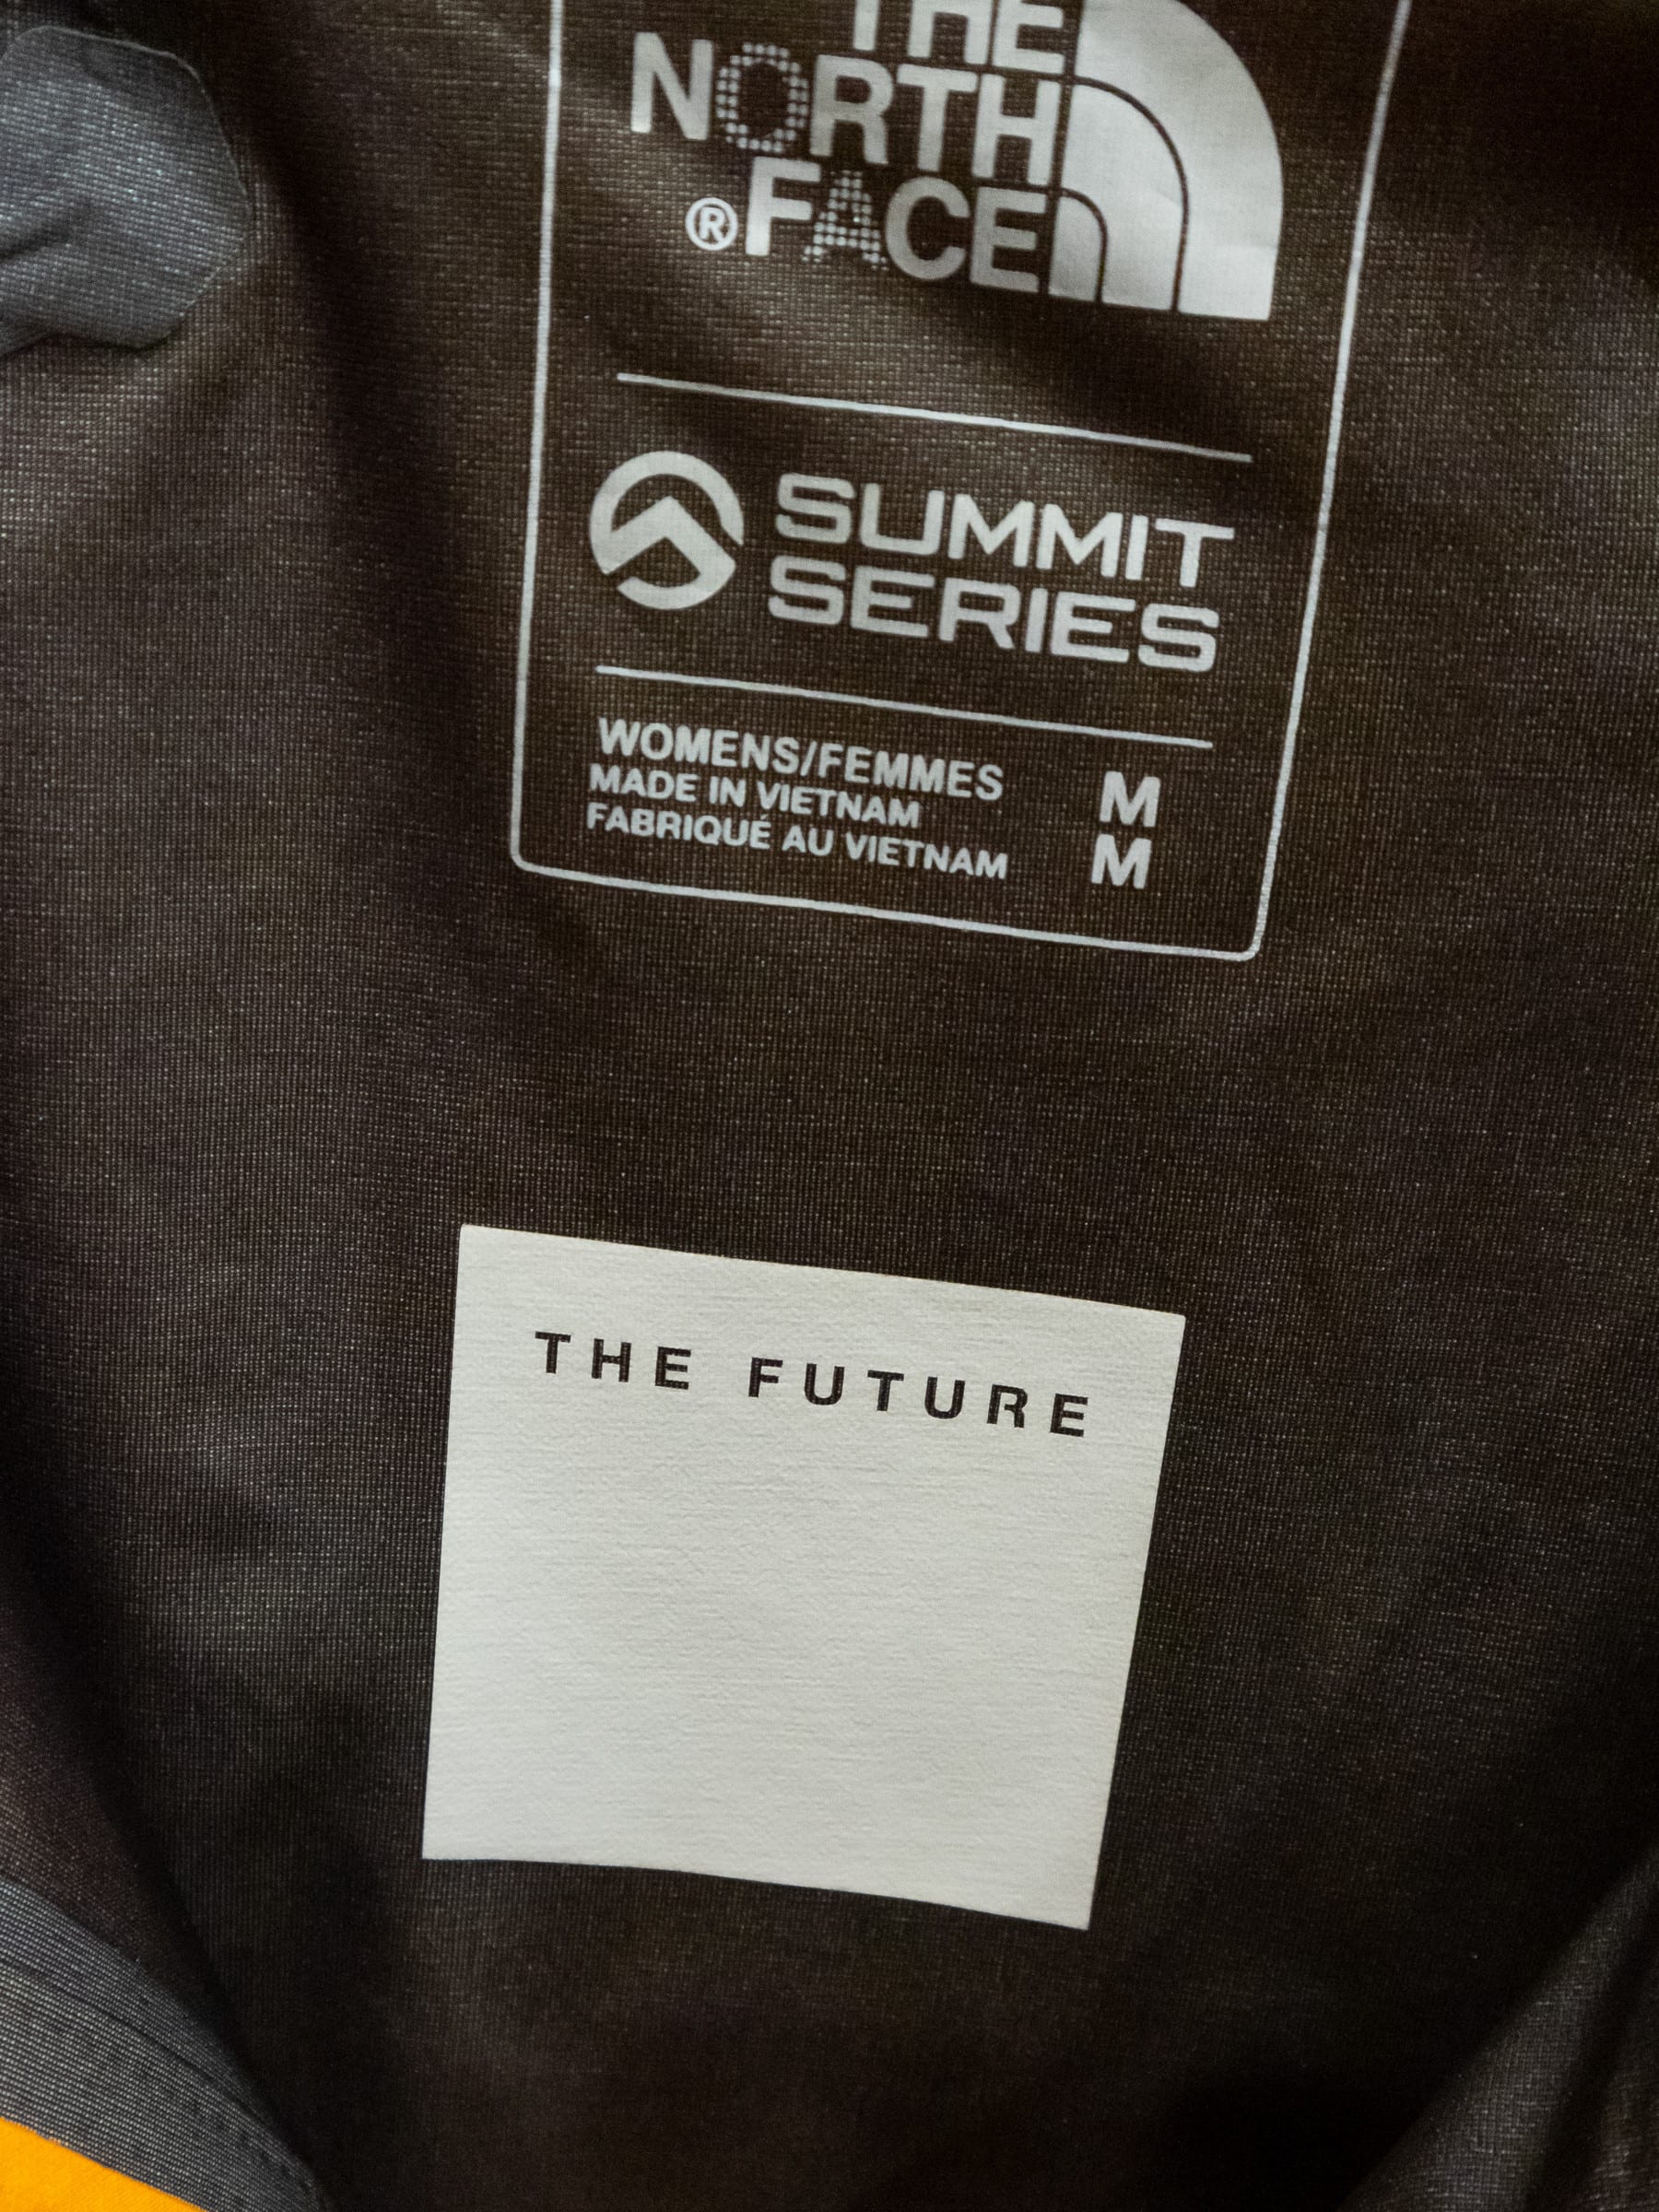 THE
NORTH
®FACE
SUMMIT
SERIES
WOMENS/FEMMES M
MADE IN VIETNAM
FABRIQUÉ AU VIETNAM M
THE FUTURE